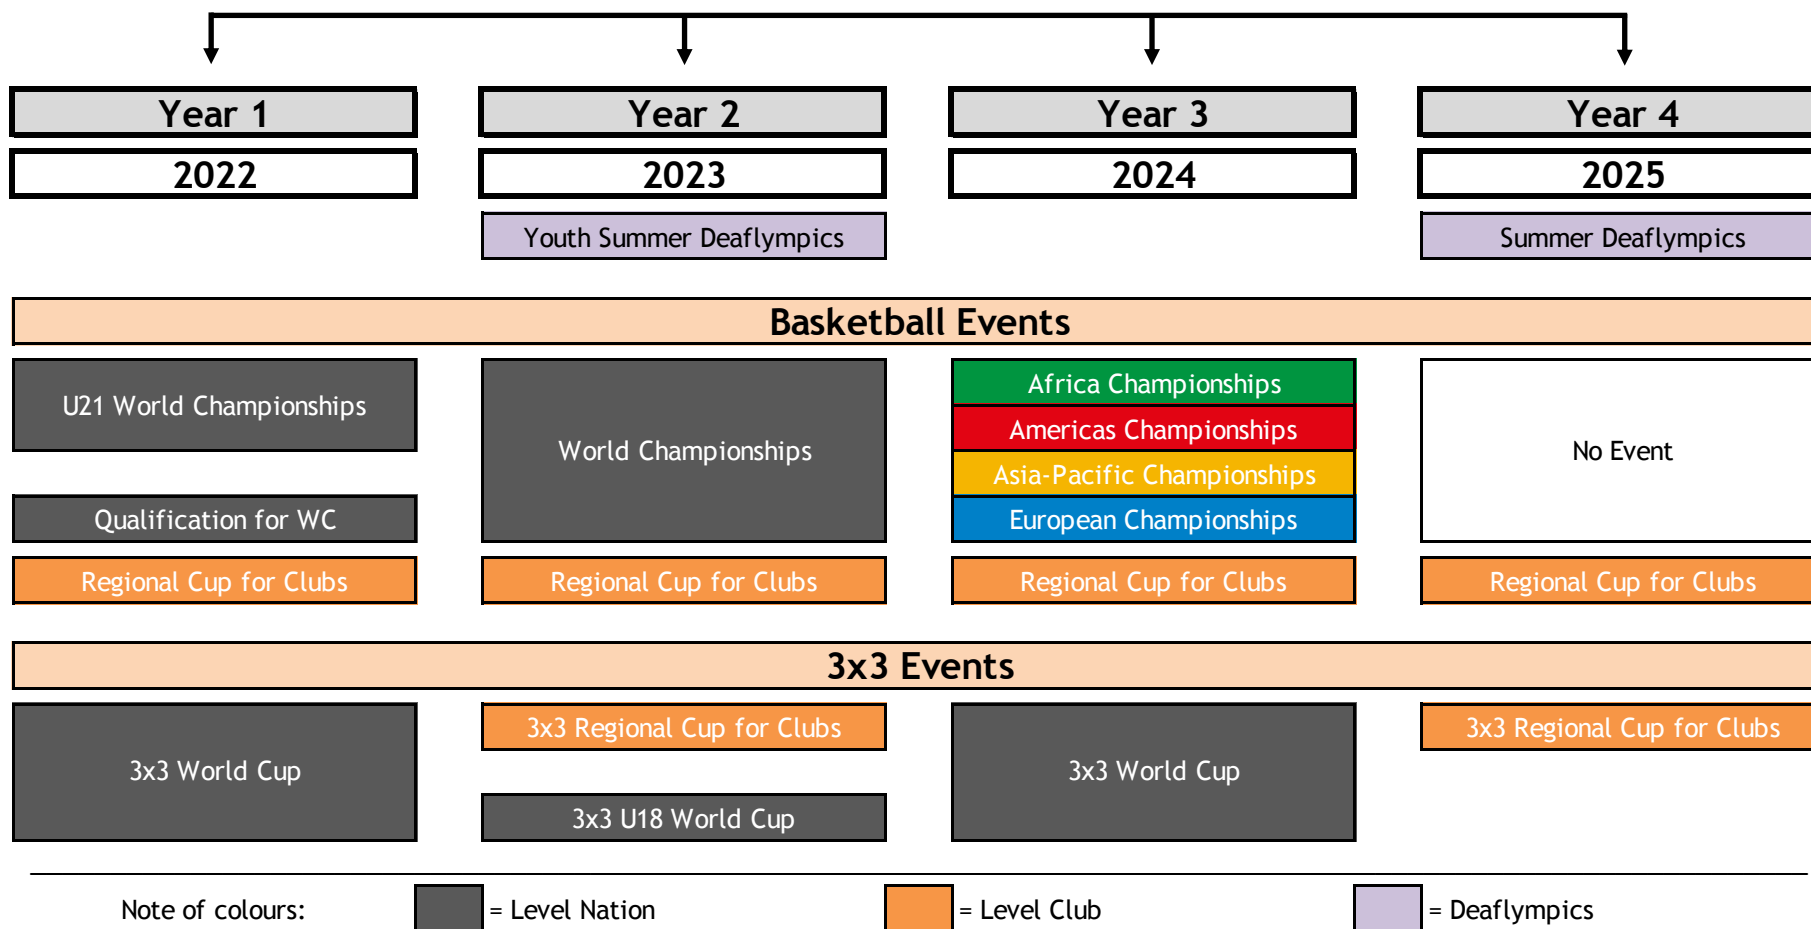 Year 1 Year 2 Year 3 Year 4
2022 2023 2024 2025
Youth Summer Deaflympics Summer Deaflympics
Basketball Events
U21 World Championships
Qualification for WC
World Championships
Africa Championships
Americas Championships
Asia-Pacific Championships
European Championships
No Event
Regional Cup for Clubs Regional Cup for Clubs Regional Cup for Clubs Regional Cup for Clubs
3x3 Events
3x3 World Cup
3x3 Regional Cup for Clubs
3x3 U18 World Cup
3x3 World Cup
3x3 Regional Cup for Clubs
Note of colours: = Level Nation = Level Club = Deaflympics